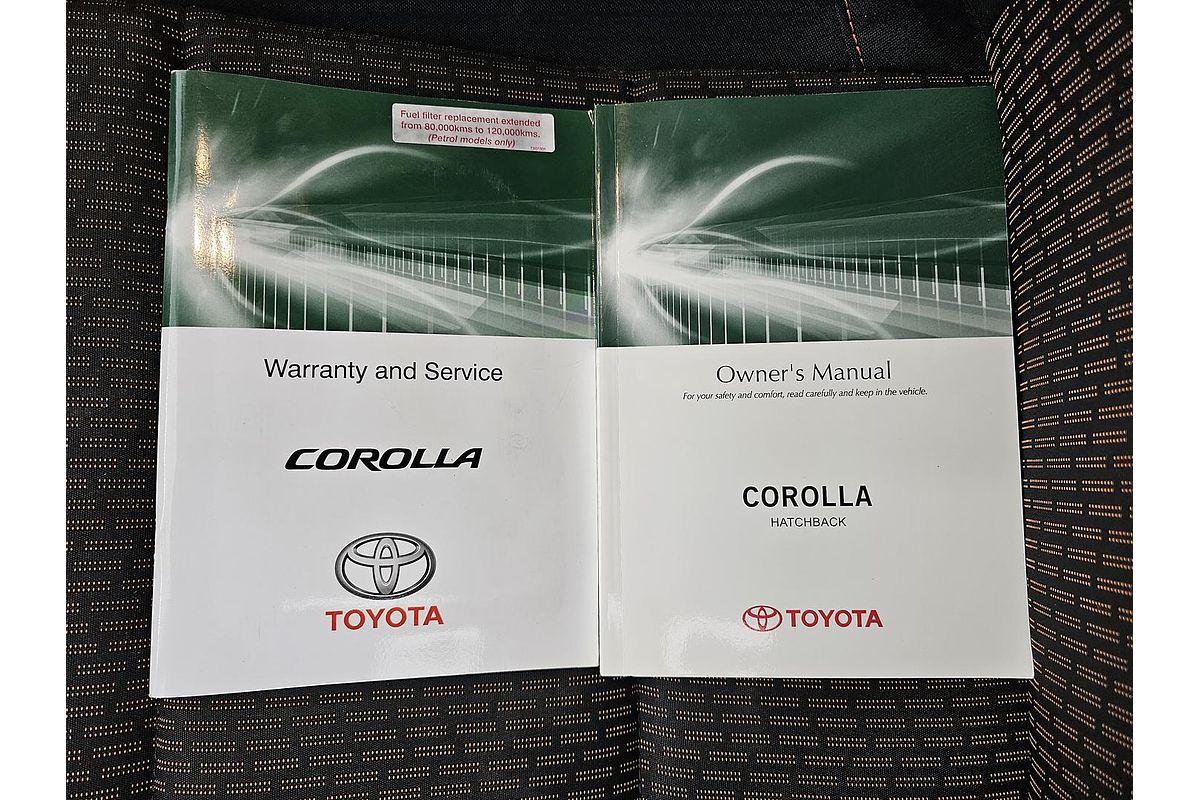 Fuel filter replacement extended
from 80,000kms to 120,000kms.
(Petrol models only)
Warranty and Service
COROLLA
TOYOTA
Owner's Manual
For your safety and comfort, read carefully and keep in the vehicle.
COROLLA
HATCHBACK
TOYOTA